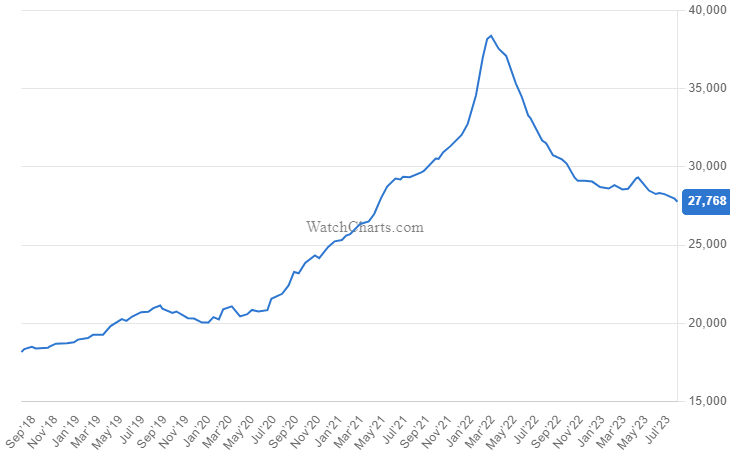 40,000
35,000
30,000
27,768
25,000
20,000
15,000
WatchCharts.com
Sep'18
Nov'18
Jan'19
Mar'19
May'19
Jul'19
Sep'19
Nov'19
Jan'20
Mar'20
May'20
Jul'20
Sep'20
Nov'20
Jan'21
Mar'21
May'21
Jul'21
Sep'21
Nov'21
Jan'22
Mar'22
May'22
Jul'22
Sep'22
Nov'22
Jan'23
Mar'23
May'23
Jul'23